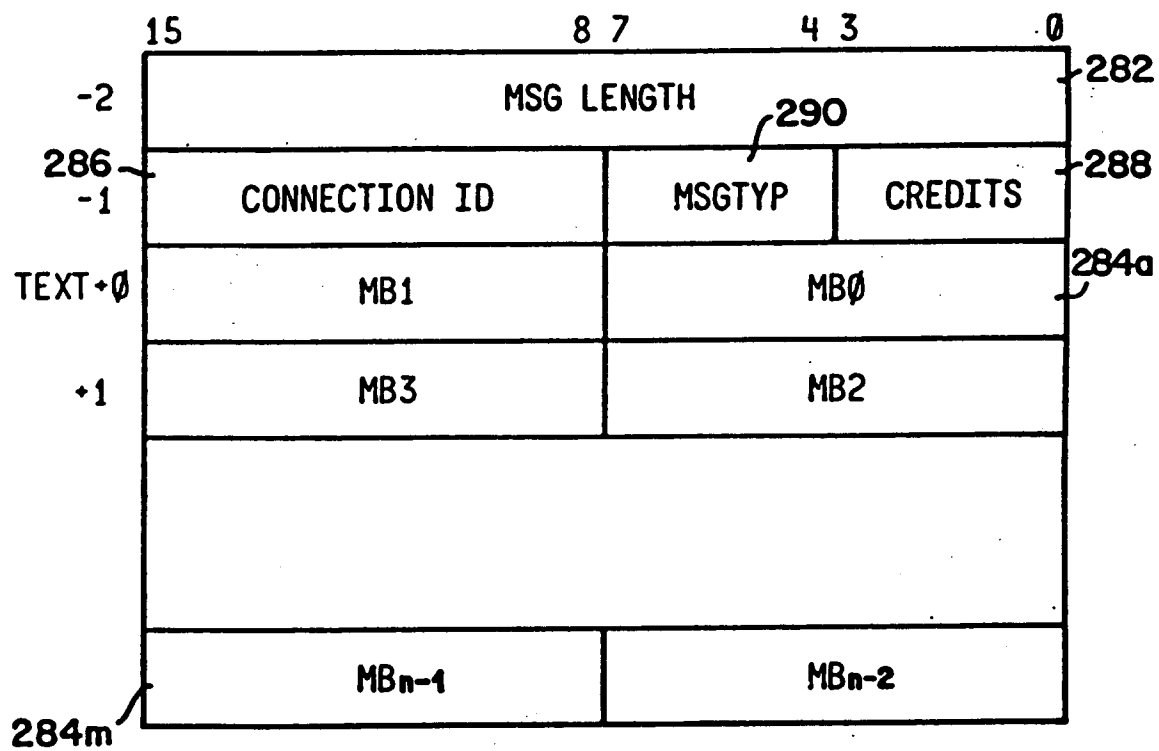 15 8 7 4 3 0
-2 MSG LENGTH 282
290
286 288
-1 CONNECTION ID MSGTYP CREDITS
284a
TEXT+0 MB1 MB0
+1 MB3 MB2
MBn-1 MBn-2
284m